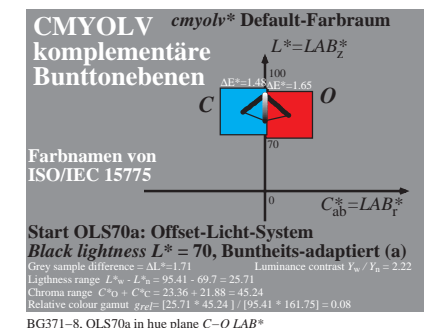 CMYOLV
komplementäre
Bunttonebenen
cmyolv* Default-Farbraum
L*=LAB*z
100
ΔE*=1.48 ΔE*=1.65
C O
70
Farbnamen von
ISO/IEC 15775
0
C*ab=LAB*r
Start OLS70a: Offset-Licht-System
Black lightness L* = 70, Buntheits-adaptiert (a)
Grey sample difference = ΔL*=1.71 Luminance contrast Yw / Yn = 2.22
Ligthness range L*w - L*n = 95.41 - 69.7 = 25.71
Chroma range C*O + C*C = 23.36 + 21.88 = 45.24
Relative colour gamut grel= [25.71 * 45.24 ] / [95.41 * 161.75] = 0.08
BG371-8, OLS70a in hue plane C-O LAB*